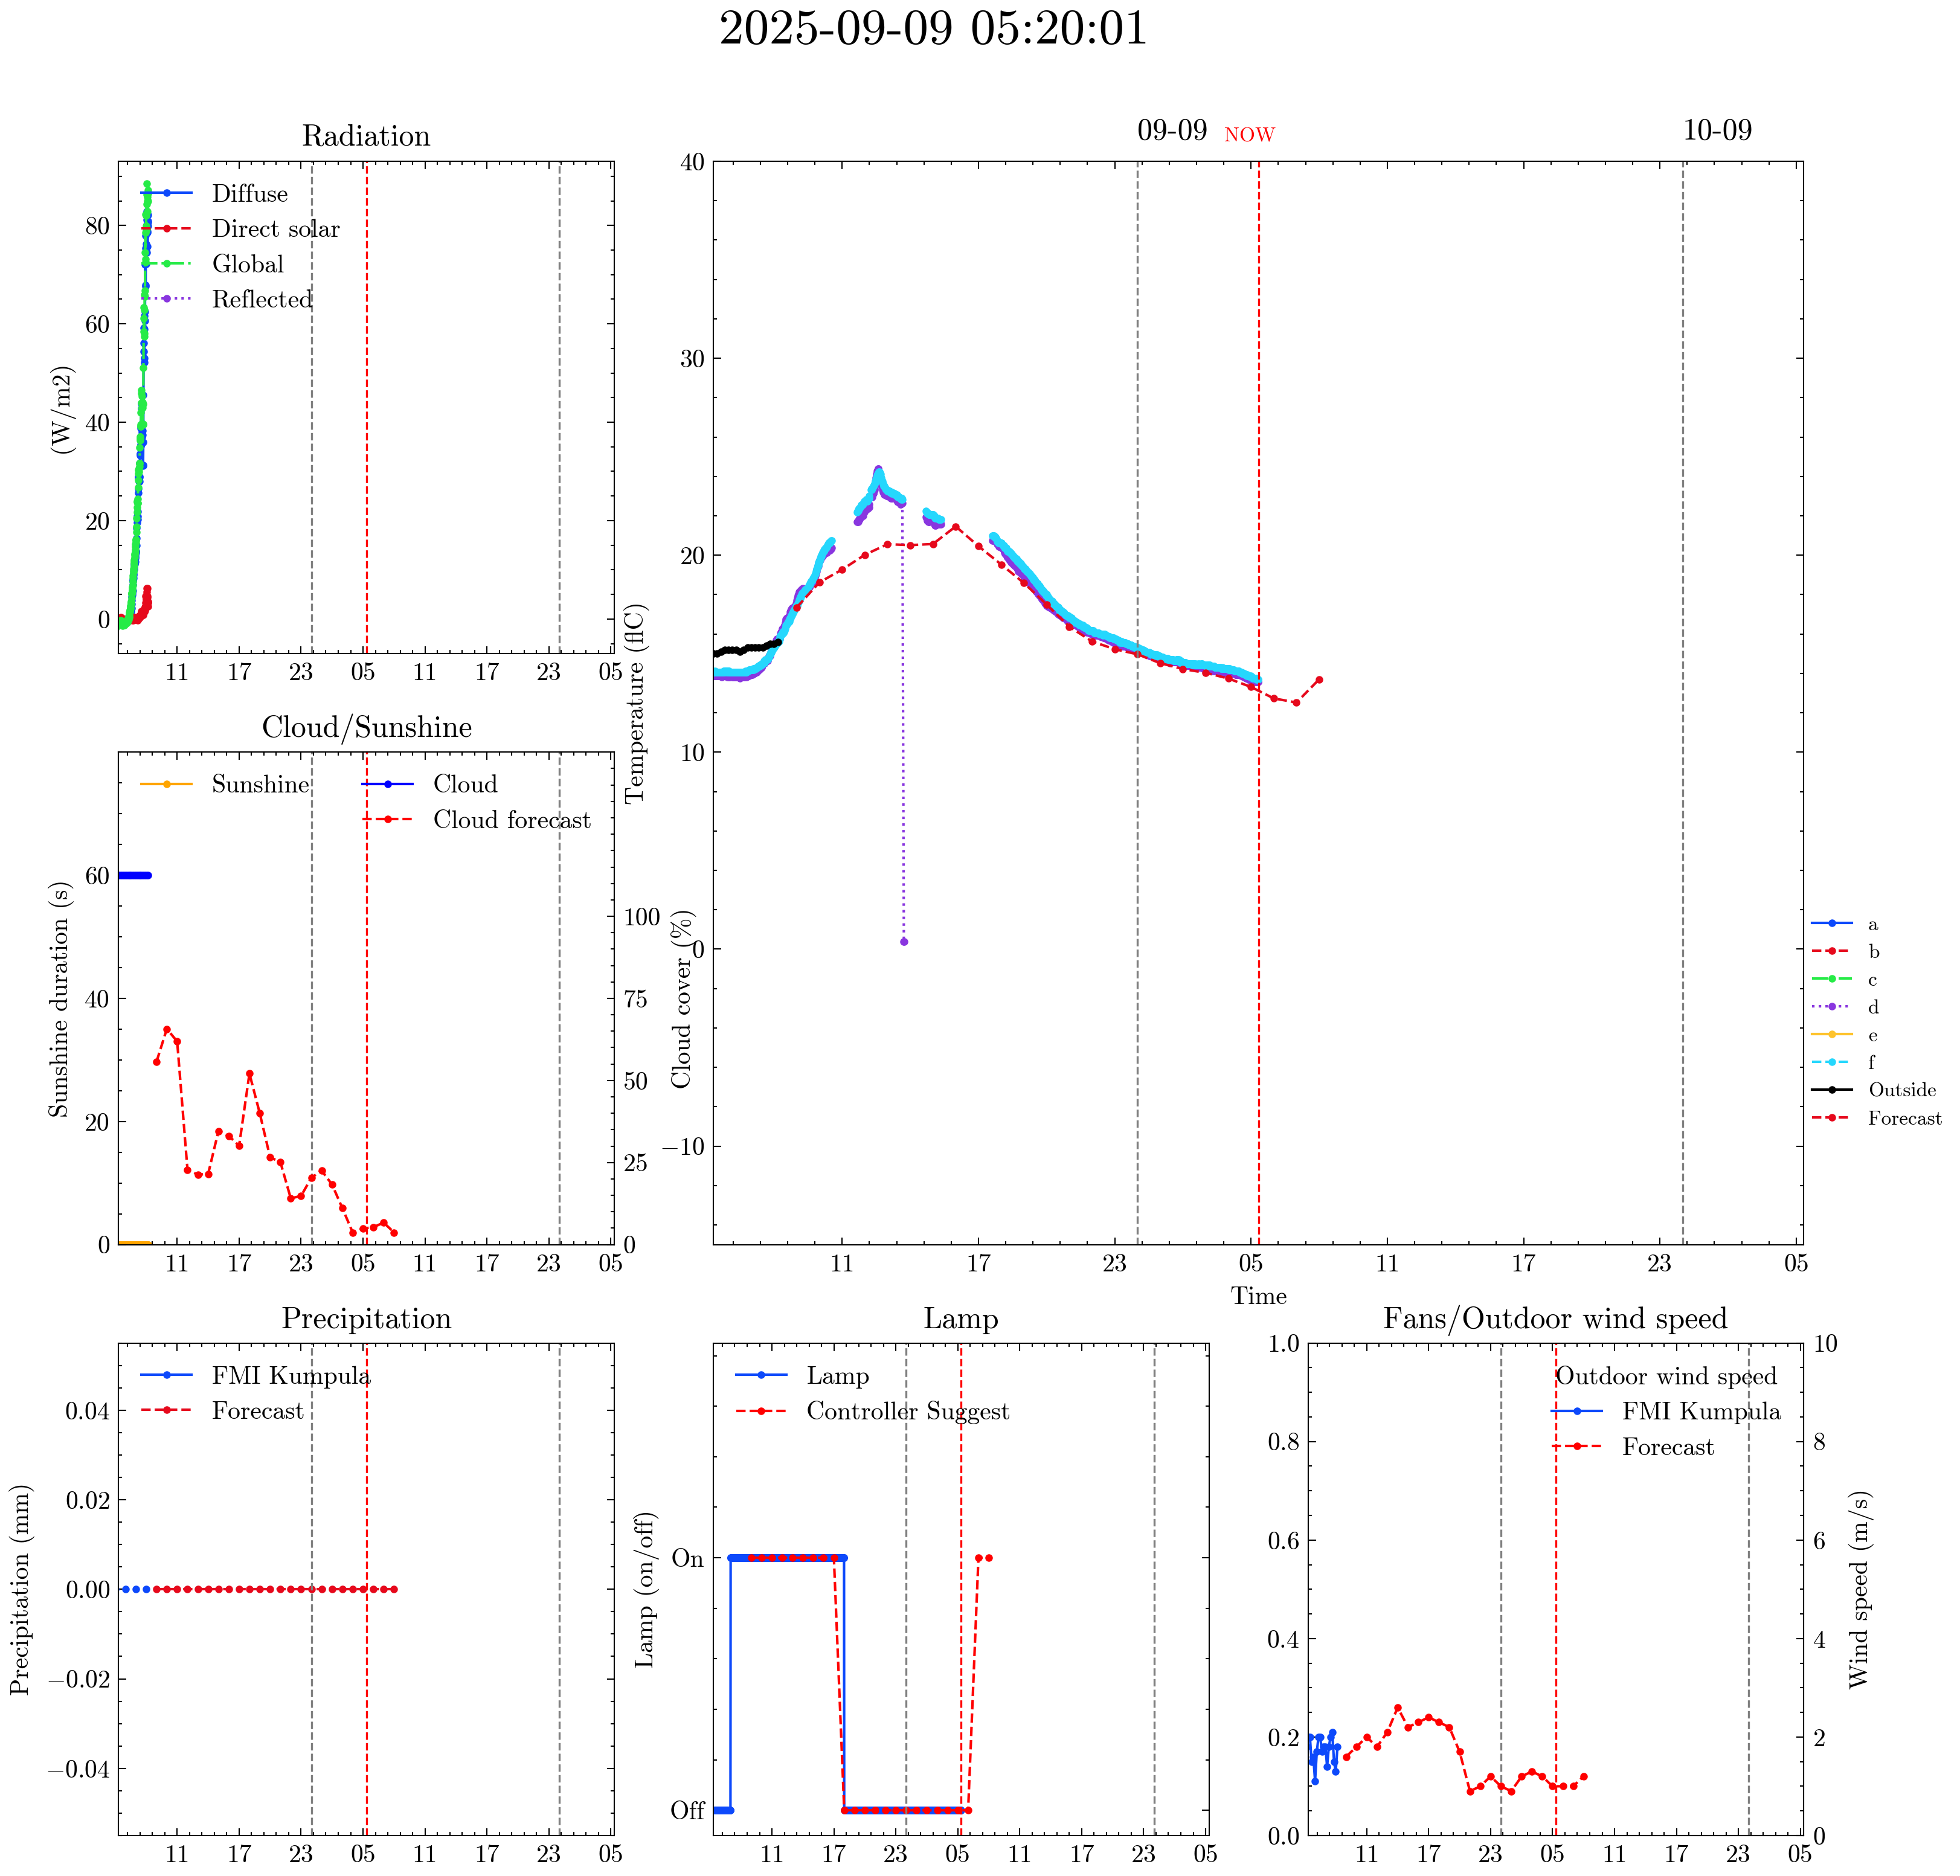 2025-09-09 05:20:01
Radiation
Diffuse
Direct solar
Global
Reflected
(W/m2)
80
60
40
20
0
11 17 23 05 11 17 23 05
09-09 NOW 10-09
Temperature (flC)
40
30
20
10
0
−10
11 17 23 05 11 17 23 05
Time
a
b
c
d
e
f
Outside
Forecast
Cloud/Sunshine
Sunshine
Cloud
Cloud forecast
Sunshine duration (s)
60
40
20
0
Cloud cover (%)
100
75
50
25
0
11 17 23 05 11 17 23 05
Precipitation
FMI Kumpula
Forecast
Precipitation (mm)
0.04
0.02
0.00
−0.02
−0.04
11 17 23 05 11 17 23 05
Lamp
Lamp
Controller Suggest
Lamp (on/off)
On
Off
11 17 23 05 11 17 23 05
Fans/Outdoor wind speed
Outdoor wind speed
FMI Kumpula
Forecast
1.0
0.8
0.6
0.4
0.2
0.0
Wind speed (m/s)
10
8
6
4
2
0
11 17 23 05 11 17 23 05